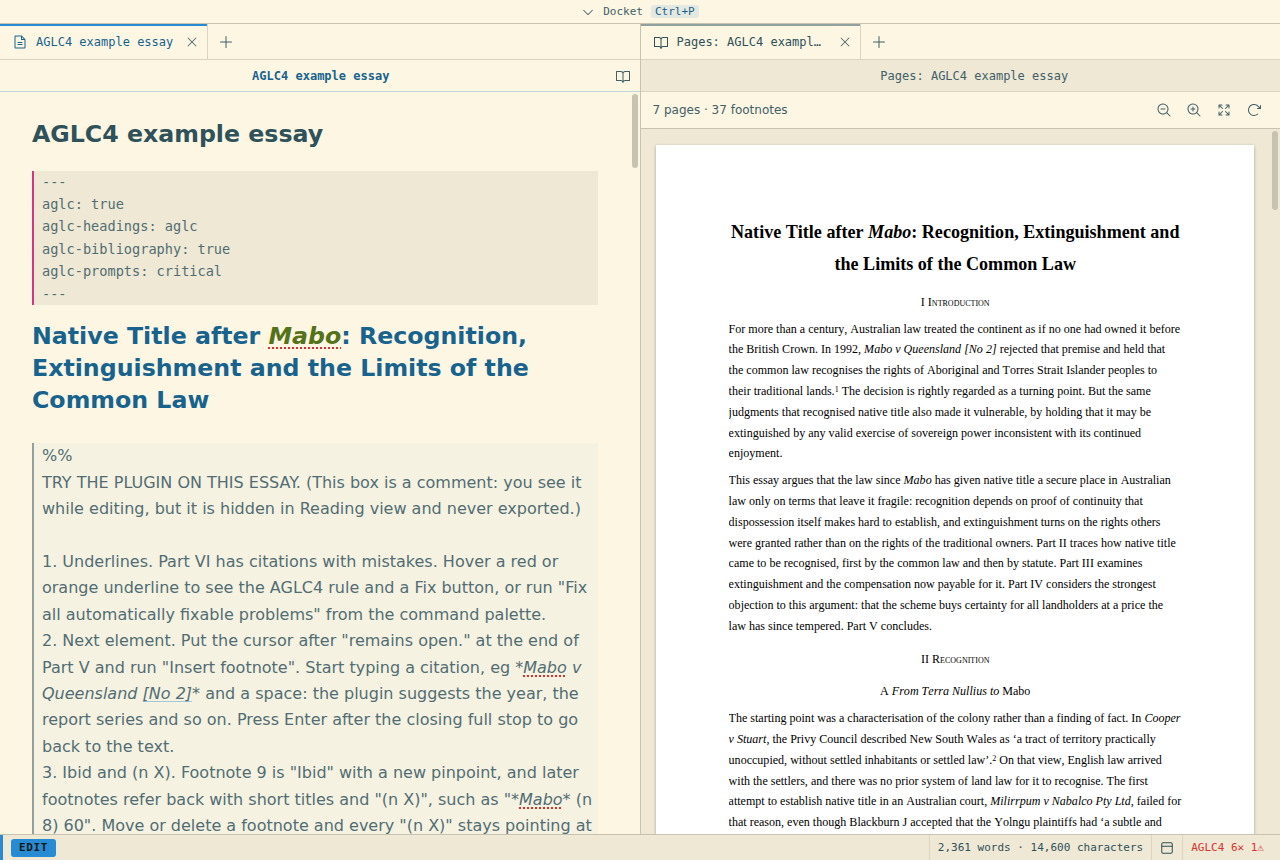 Docket Ctrl+P
AGLC4 example essay
Pages: AGLC4 exampl…
AGLC4 example essay
Pages: AGLC4 example essay
7 pages · 37 footnotes
AGLC4 example essay
---
aglc: true
aglc-headings: aglc
aglc-bibliography: true
aglc-prompts: critical
---
Native Title after Mabo: Recognition,
Extinguishment and the Limits of the
Common Law
%%
TRY THE PLUGIN ON THIS ESSAY. (This box is a comment: you see it
while editing, but it is hidden in Reading view and never exported.)
1. Underlines. Part VI has citations with mistakes. Hover a red or
orange underline to see the AGLC4 rule and a Fix button, or run "Fix
all automatically fixable problems" from the command palette.
2. Next element. Put the cursor after "remains open." at the end of
Part V and run "Insert footnote". Start typing a citation, eg *Mabo v
Queensland [No 2]* and a space: the plugin suggests the year, the
report series and so on. Press Enter after the closing full stop to go
back to the text.
3. Ibid and (n X). Footnote 9 is "Ibid" with a new pinpoint, and later
footnotes refer back with short titles and "(n X)", such as "*Mabo* (n
8) 60". Move or delete a footnote and every "(n X)" stays pointing at
Native Title after Mabo: Recognition, Extinguishment and
the Limits of the Common Law
I Introduction
For more than a century, Australian law treated the continent as if no one had owned it before
the British Crown. In 1992, Mabo v Queensland [No 2] rejected that premise and held that
the common law recognises the rights of Aboriginal and Torres Strait Islander peoples to
their traditional lands.1 The decision is rightly regarded as a turning point. But the same
judgments that recognised native title also made it vulnerable, by holding that it may be
extinguished by any valid exercise of sovereign power inconsistent with its continued
enjoyment.
This essay argues that the law since Mabo has given native title a secure place in Australian
law only on terms that leave it fragile: recognition depends on proof of continuity that
dispossession itself makes hard to establish, and extinguishment turns on the rights others
were granted rather than on the rights of the traditional owners. Part II traces how native title
came to be recognised, first by the common law and then by statute. Part III examines
extinguishment and the compensation now payable for it. Part IV considers the strongest
objection to this argument: that the scheme buys certainty for all landholders at a price the
law has since tempered. Part V concludes.
II Recognition
A From Terra Nullius to Mabo
The starting point was a characterisation of the colony rather than a finding of fact. In Cooper
v Stuart, the Privy Council described New South Wales as ‘a tract of territory practically
unoccupied, without settled inhabitants or settled law’.2 On that view, English law arrived
with the settlers, and there was no prior system of land law for it to recognise. The first
attempt to establish native title in an Australian court, Milirrpum v Nabalco Pty Ltd, failed for
that reason, even though Blackburn J accepted that the Yolngu plaintiffs had ‘a subtle and
EDIT
2,361 words · 14,600 characters
AGLC4 6× 1⚠